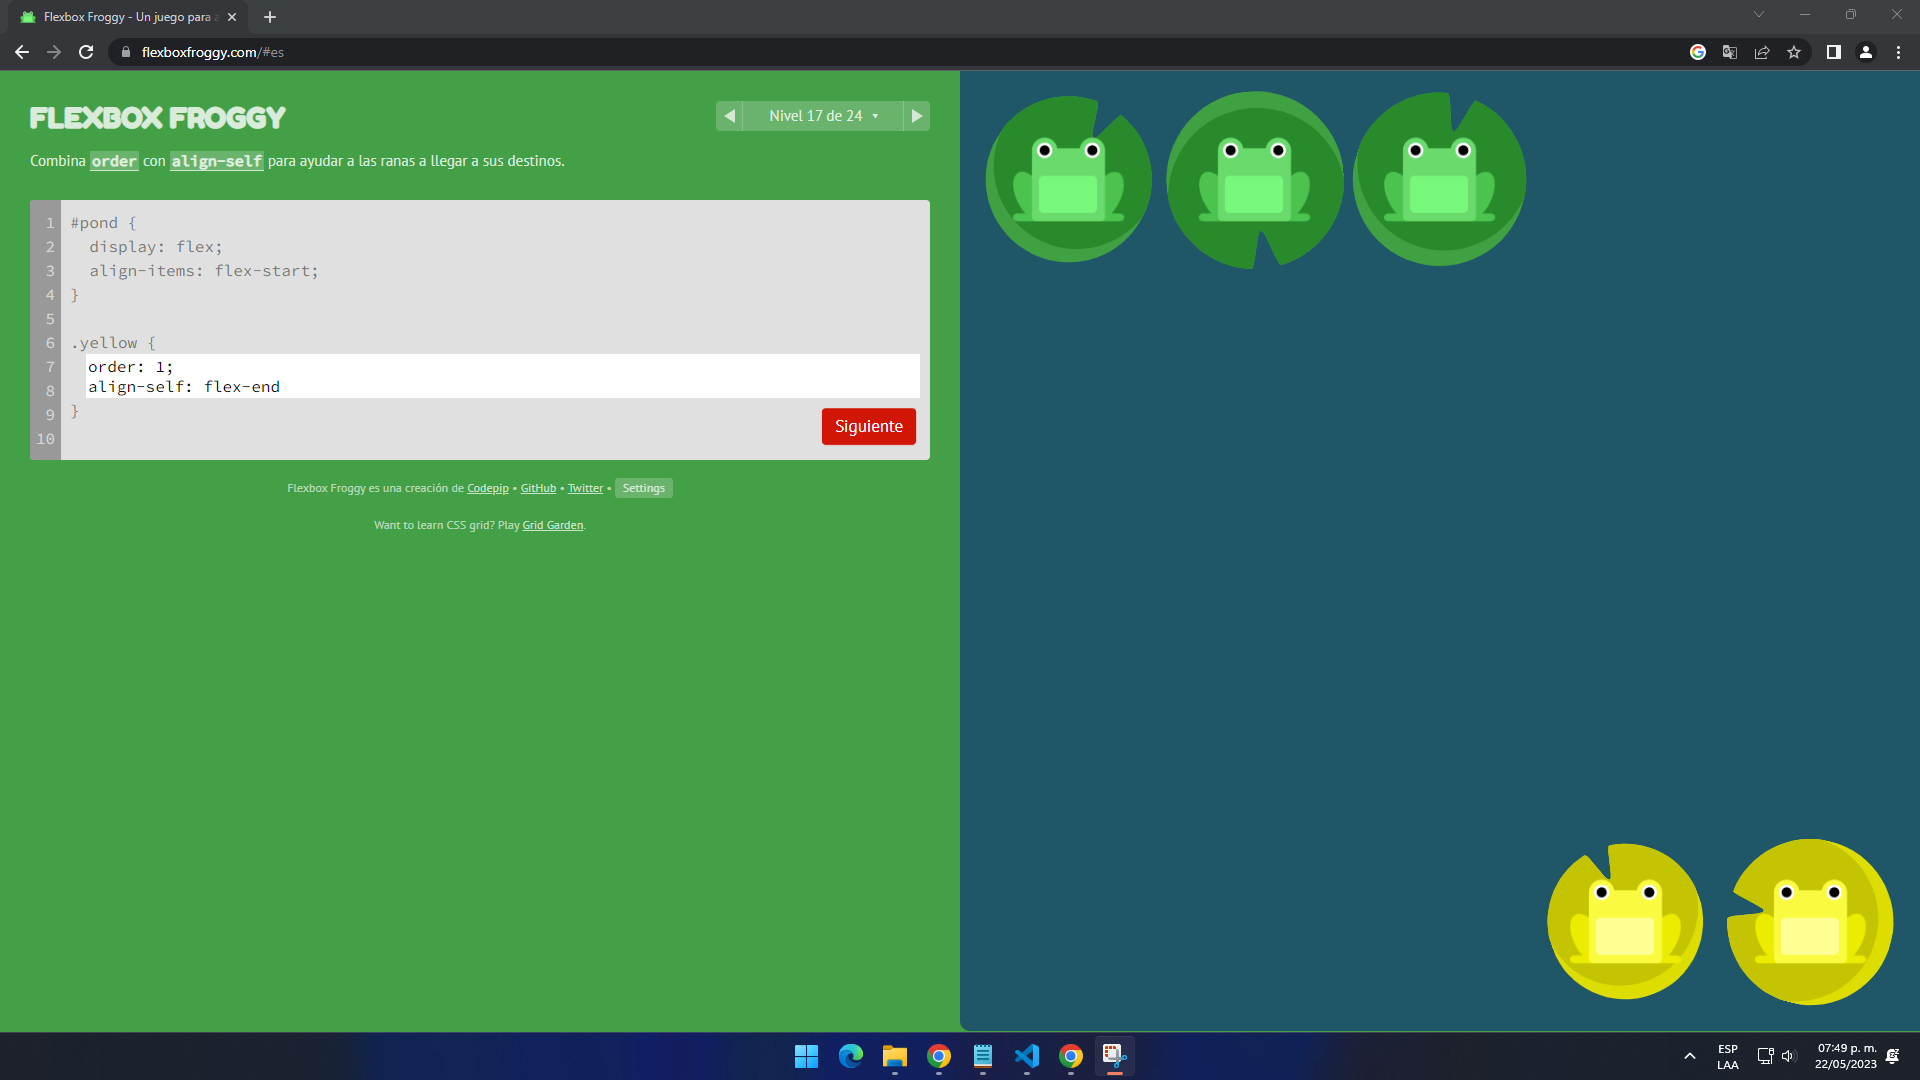 Flexbox Froggy - Un juego para a
flexboxfroggy.com/#es
FLEXBOX FROGGY
Nivel 17 de 24
Combina order con align-self para ayudar a las ranas a llegar a sus destinos.
1 #pond {
2 display: flex;
3 align-items: flex-start;
4 }
5
6 .yellow {
7 order: 1;
8 align-self: flex-end
9 }
10
Siguiente
Flexbox Froggy es una creación de Codepip • GitHub • Twitter • Settings
Want to learn CSS grid? Play Grid Garden.
ESP
LAA
07:49 p. m.
22/05/2023